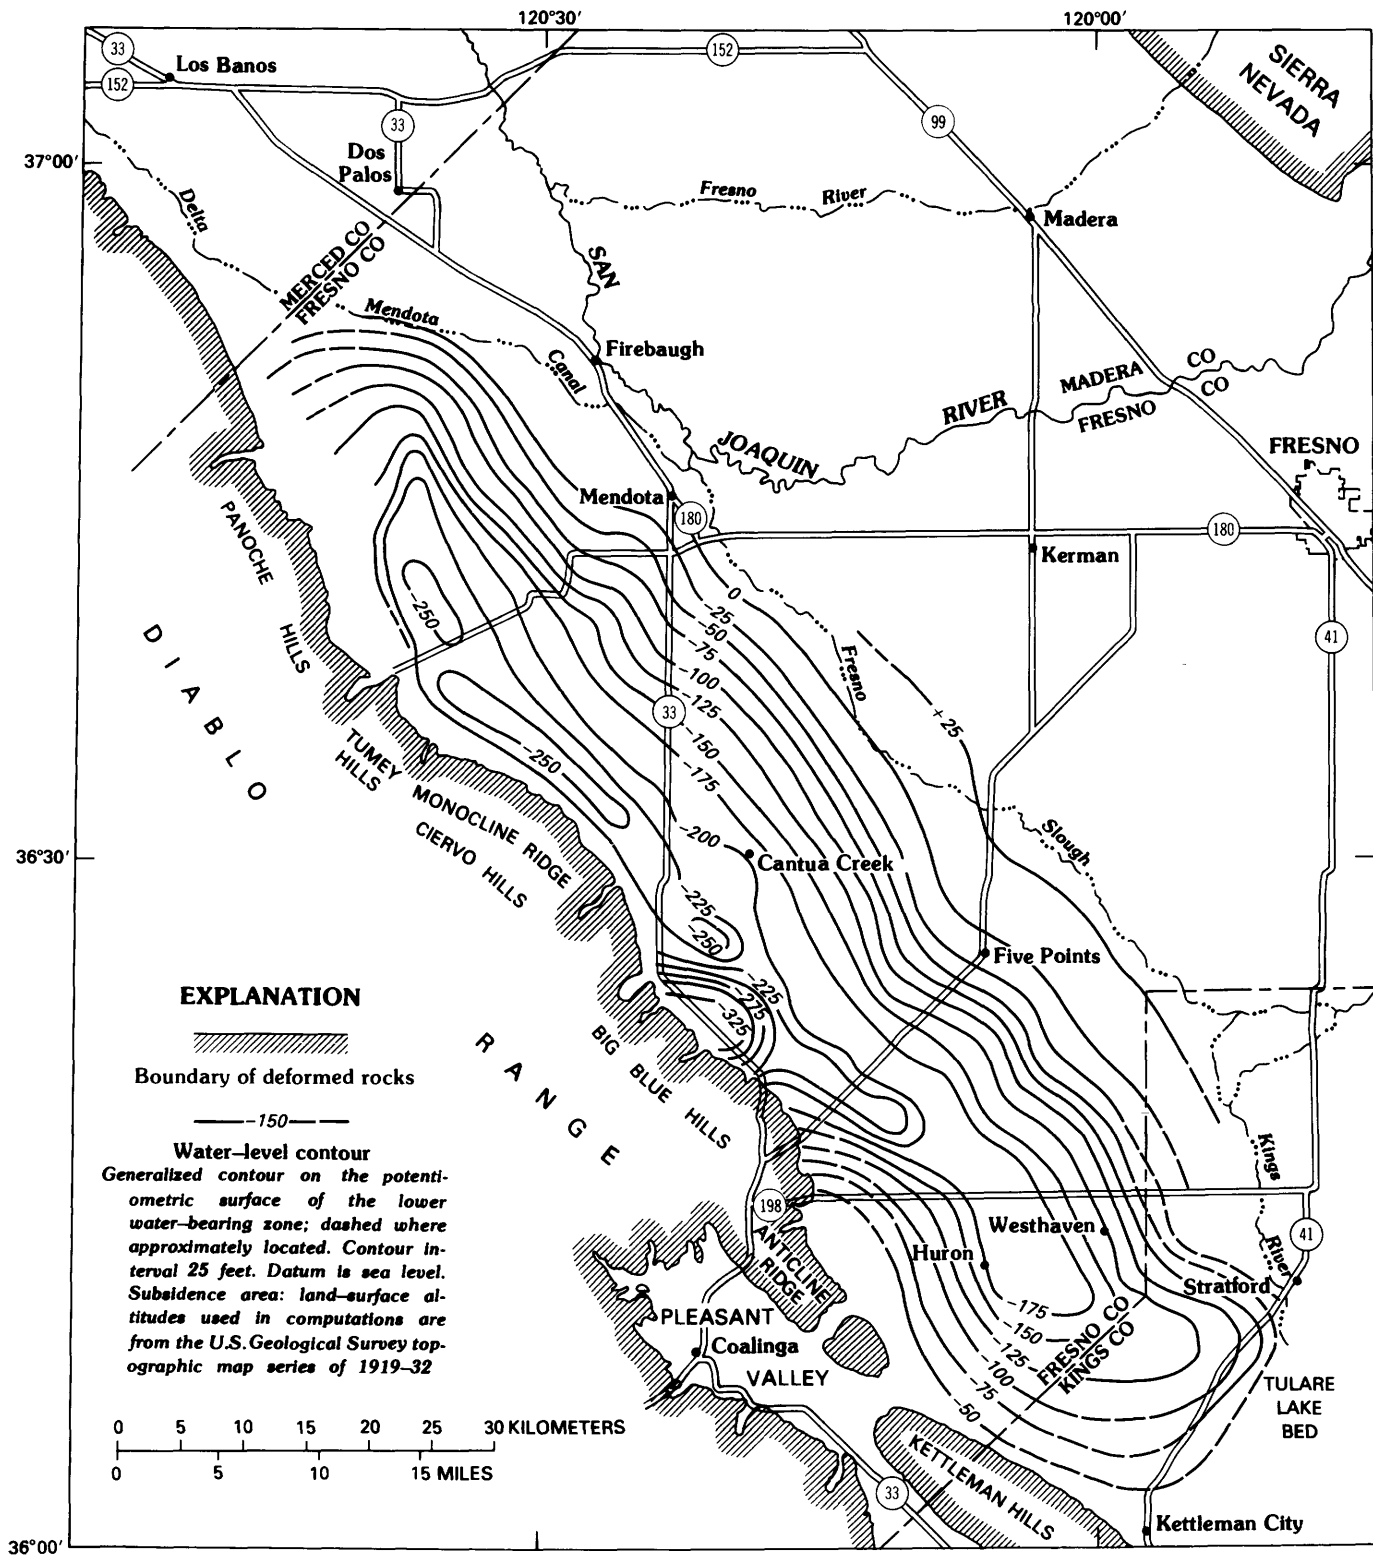 120°30'
120°00'
33
Los Banos
152
152
SIERRA
NEVADA
99
33
Dos
Palos
37°00'
Delta
Fresno River
Madera
MERCED CO
FRESNO CO
SAN
Mendota
Canal
Firebaugh
MADERA CO
FRESNO CO
RIVER
JOAQUIN
FRESNO
Mendota
180
180
Kerman
PANOCHE
HILLS
-250
0
-25
-50
-75
-100
-125
-150
-175
-200
41
Fresno
+25
33
DIABLO
TUMEY
HILLS
-250
MONOCLINE RIDGE
CIERVO HILLS
36°30'
Cantua Creek
Slough
-225
-250
Five Points
-225
-275
-325
RANGE
BIG
BLUE
HILLS
EXPLANATION
Boundary of deformed rocks
-150
Water-level contour
Generalized contour on the potenti-
ometric surface of the lower
water-bearing zone; dashed where
approximately located. Contour in-
terval 25 feet. Datum is sea level.
Subsidence area: land-surface al-
titudes used in computations are
from the U.S. Geological Survey top-
ographic map series of 1919-32
Kings
River
198
ANTICLINE
RIDGE
Westhaven
Huron
41
Stratford
-175
-150
-125
-100
-75
-50
FRESNO CO
KINGS CO
PLEASANT
Coalinga
VALLEY
TULARE
LAKE
BED
0 5 10 15 20 25 30 KILOMETERS
0 5 10 15 MILES
KETTLEMAN HILLS
33
Kettleman City
36°00'